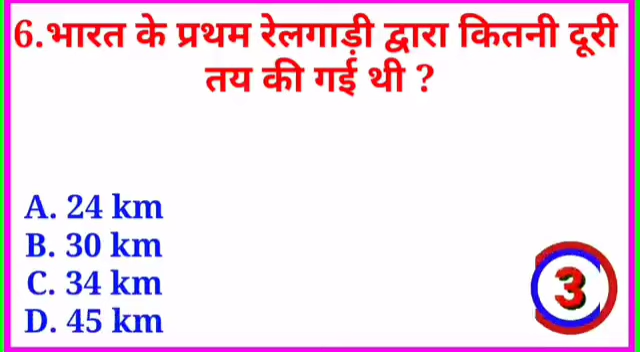 6.भारत के प्रथम रेलगाड़ी द्वारा कितनी दूरी
तय की गई थी ?
A. 24 km
B. 30 km
C. 34 km
D. 45 km
3